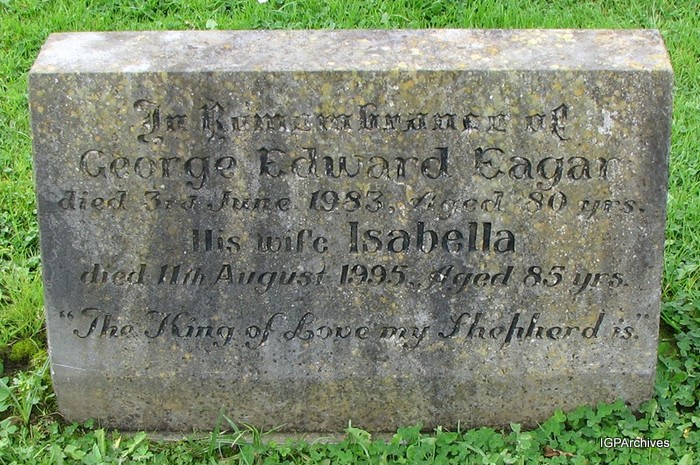 In Remembrance of
George Edward Eagar
died 3rd June 1983, Aged 80 yrs.
His wife Isabella
died 11th August 1995, Aged 85 yrs.
"The King of Love my Shepherd is."
IGPArchives